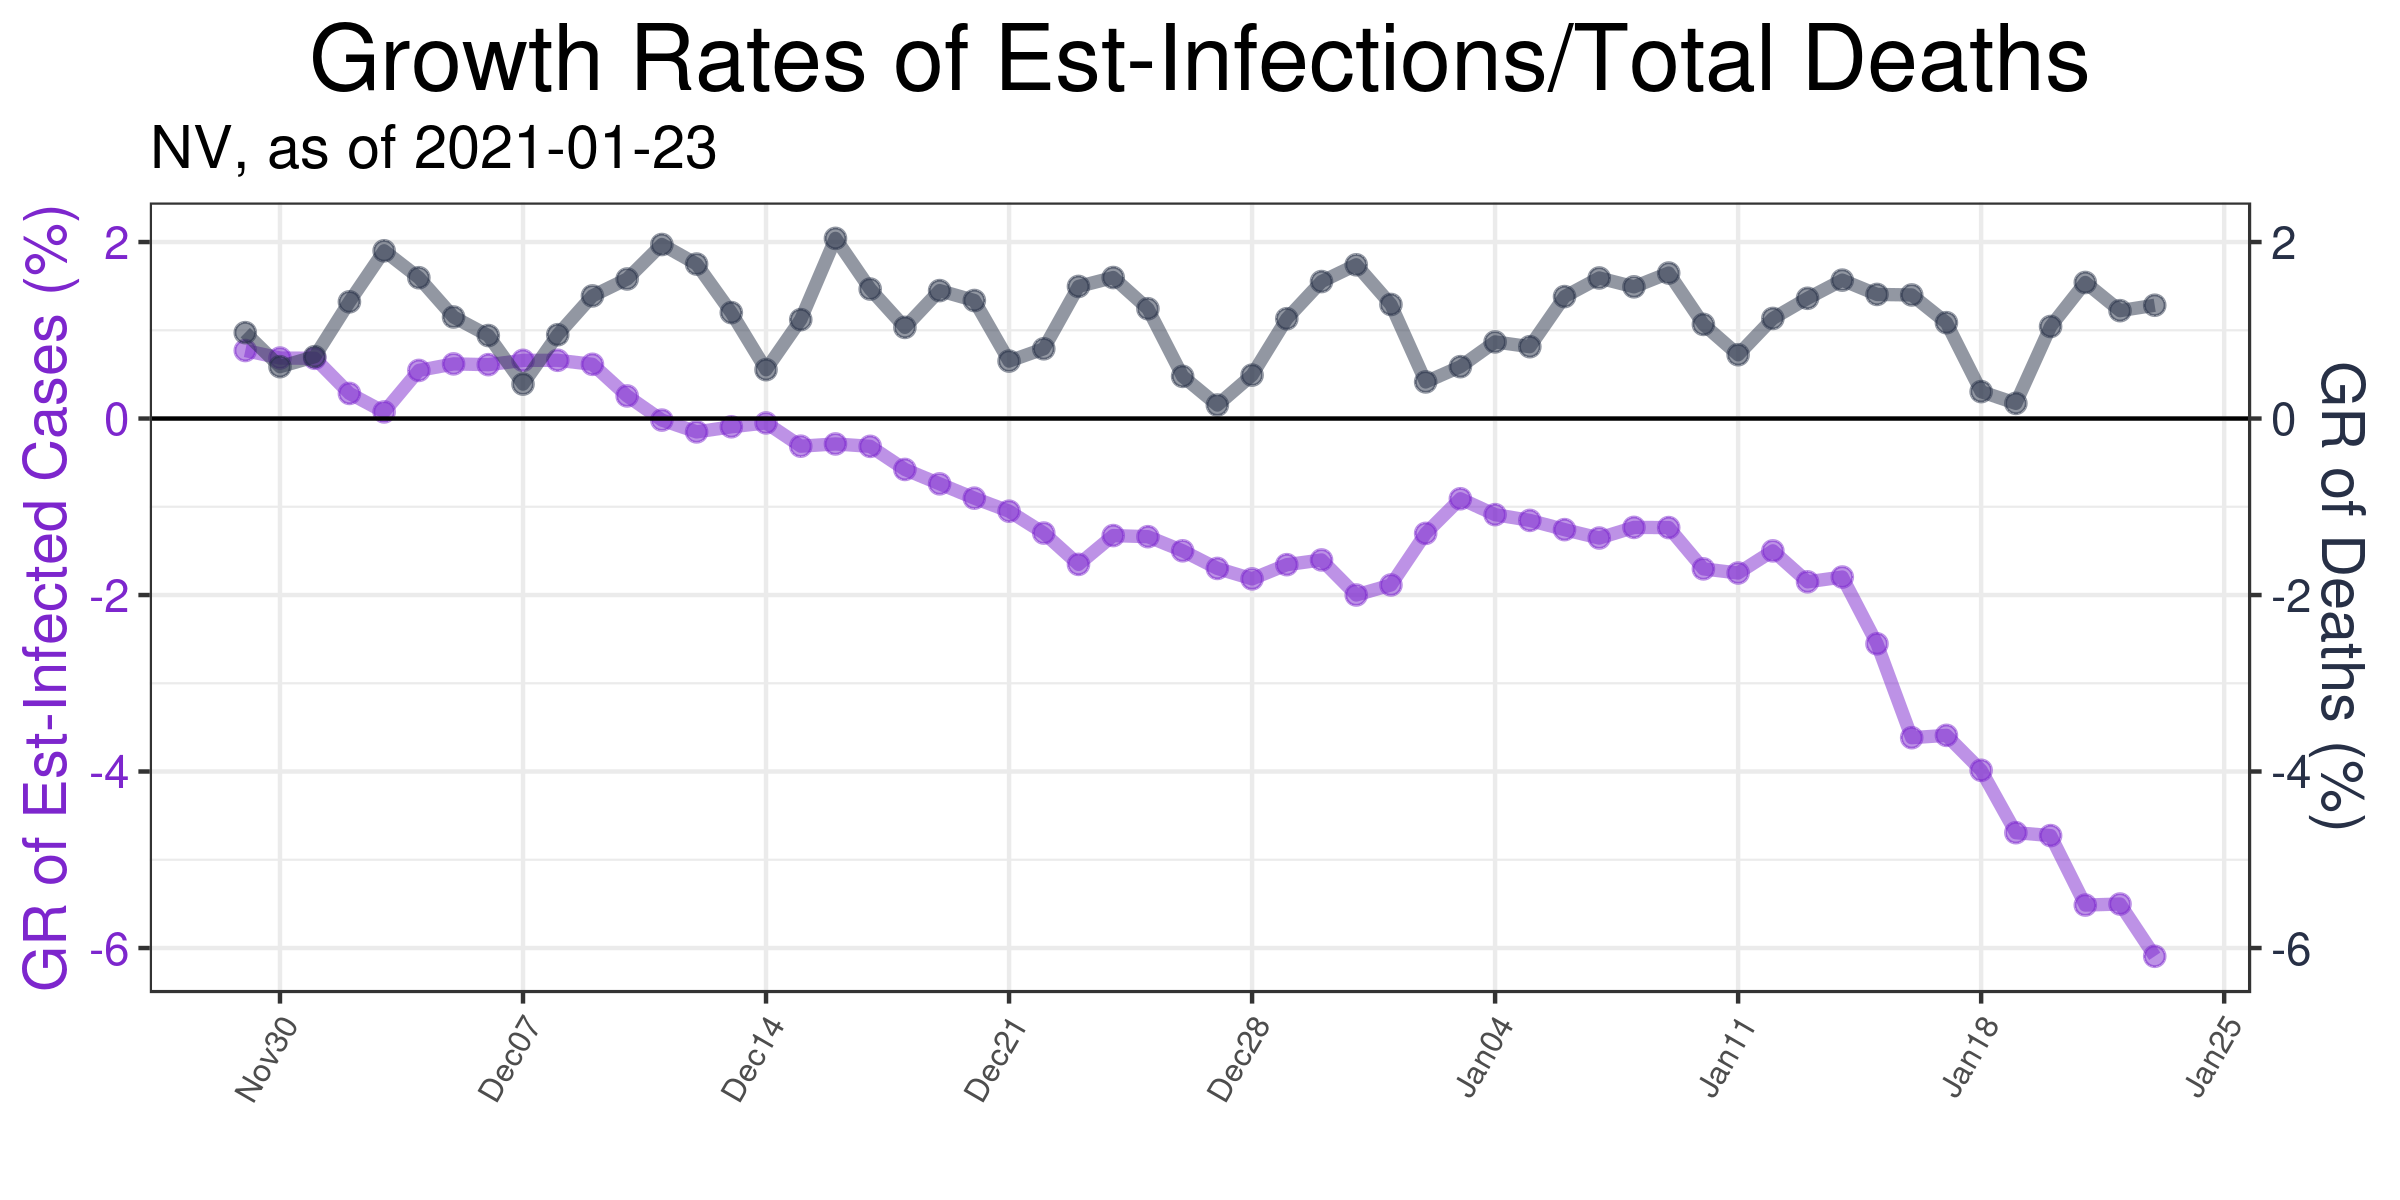 Growth Rates of Est-Infections/Total Deaths
NV, as of 2021-01-23
GR of Est-Infected Cases (%)
2
0
-2
-4
-6
2
0
-2
-4
-6
GR of Deaths (%)
Nov30
Dec07
Dec14
Dec21
Dec28
Jan04
Jan11
Jan18
Jan25